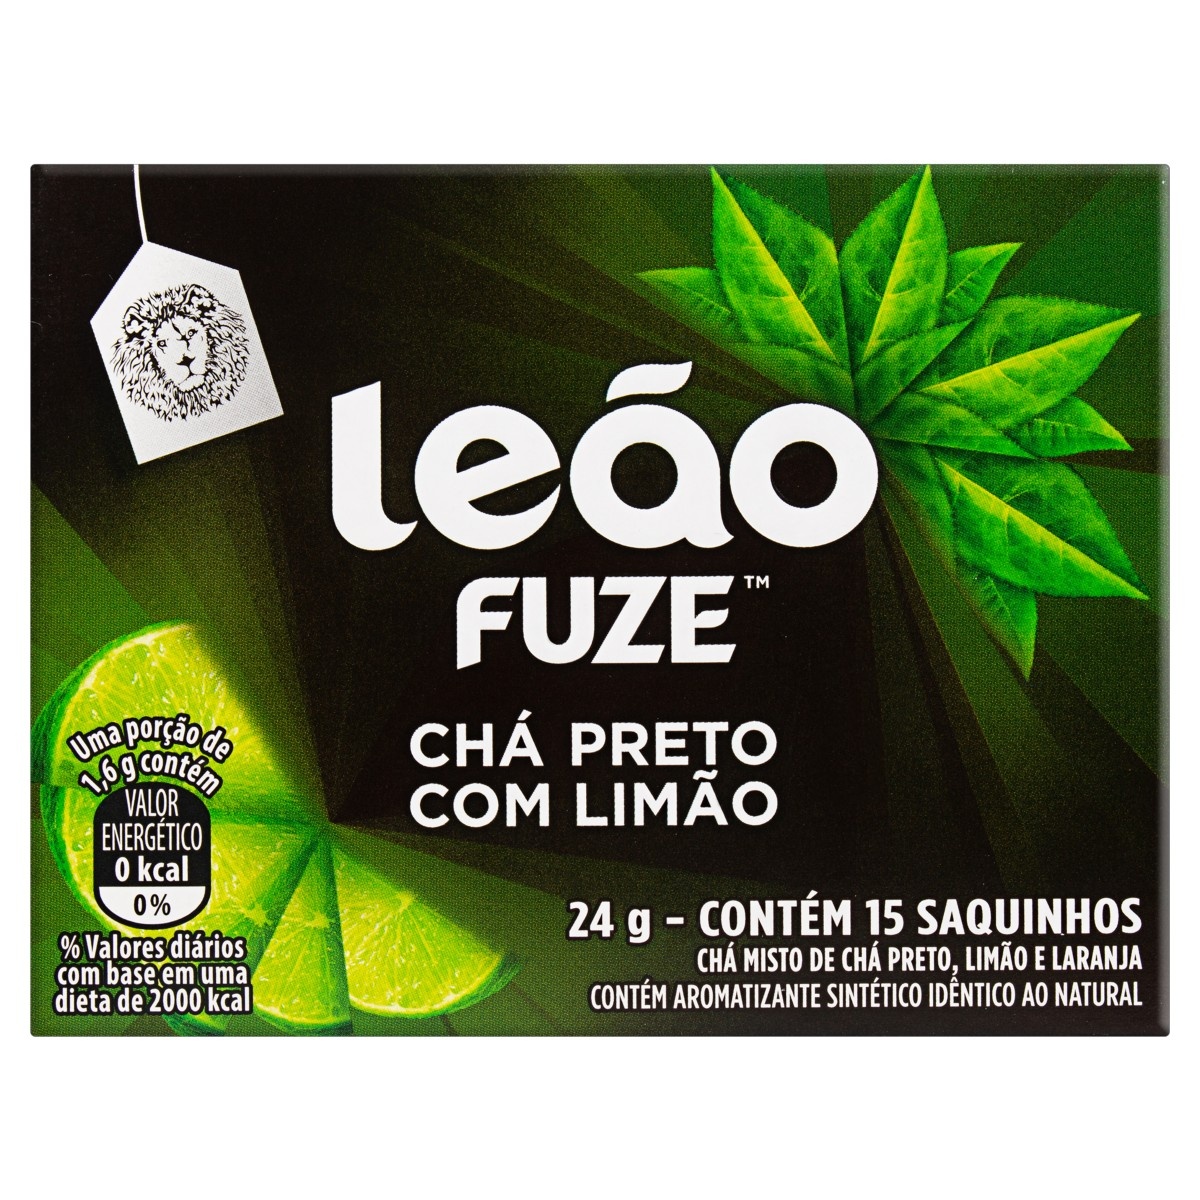 leão
FUZE™
CHÁ PRETO
COM LIMÃO
Uma porção de
1,6 g contém
VALOR
ENERGÉTICO
0 kcal
0%
% Valores diários
com base em uma
dieta de 2000 kcal
24 g - CONTÉM 15 SAQUINHOS
CHÁ MISTO DE CHÁ PRETO, LIMÃO E LARANJA
CONTÉM AROMATIZANTE SINTÉTICO IDÊNTICO AO NATURAL